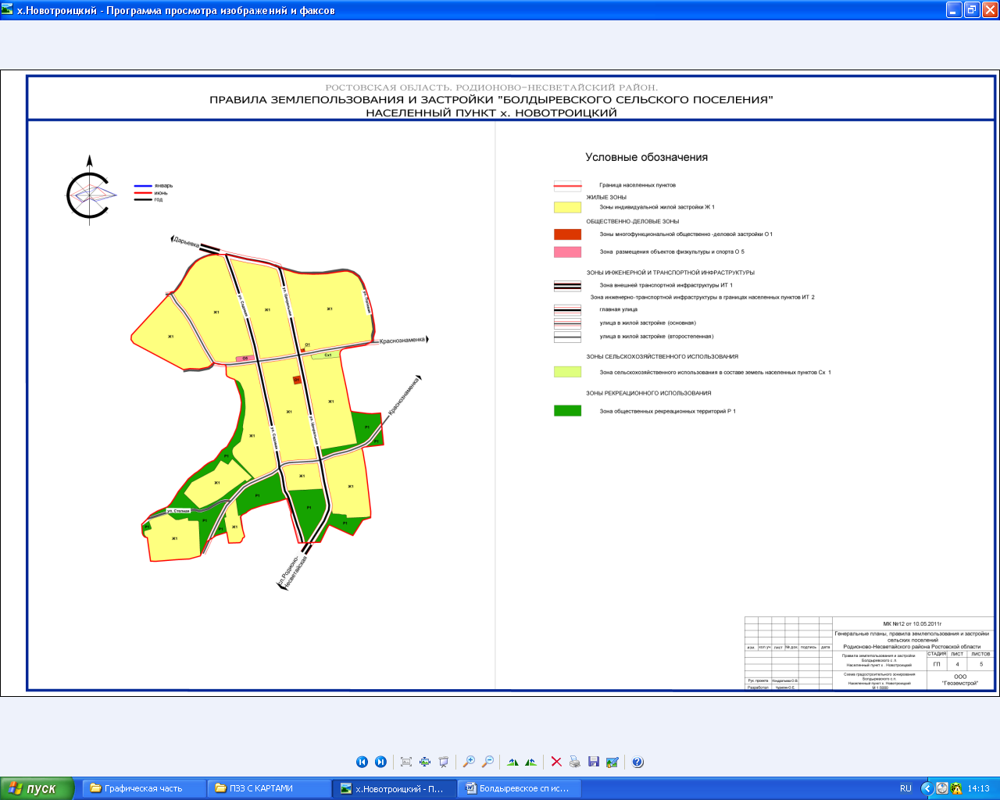 х.Новотроицкий - Программа просмотра изображений и факсов
РОСТОВСКАЯ ОБЛАСТЬ. РОДИОНОВО-НЕСВЕТАЙСКИЙ РАЙОН.
ПРАВИЛА ЗЕМЛЕПОЛЬЗОВАНИЯ И ЗАСТРОЙКИ "БОЛДЫРЕВСКОГО СЕЛЬСКОГО ПОСЕЛЕНИЯ"
НАСЕЛЕННЫЙ ПУНКТ х. НОВОТРОИЦКИЙ
январь
июнь
год
Дарьевка
ул. Садовая
ул. Центральная
Ж1
Ж1
Ж1
Ж1
О1
Краснознаменка
О5
Сх1
Краснознаменка
Ж1
Ж1
ул. Садовая
ул. Центральная
Р1
Ж1
Р1
Р1
Ж1
Ж1
Ж1
Р1
Р1
ул. Степная
Р1
Р1
Р1
Р1
Ж1
Ж1
сл.Родионо-
Несветайская
Условные обозначения
Граница населенных пунктов
ЖИЛЫЕ ЗОНЫ
Зоны индивидуальной жилой застройки Ж 1
ОБЩЕСТВЕННО-ДЕЛОВЫЕ ЗОНЫ
Зоны многофункциональной общественно -деловой застройки О 1
Зона размещения объектов физкультуры и спорта О 5
ЗОНЫ ИНЖЕНЕРНОЙ И ТРАНСПОРТНОЙ ИНФРАСТРУКТУРЫ
Зона внешней транспортной инфраструктуры ИТ 1
Зона инженерно-транспортной инфраструктуры в границах населенных пунктов ИТ 2
главная улица
улица в жилой застройке (основная)
улица в жилой застройке (второстепенная)
ЗОНЫ СЕЛЬСКОХОЗЯЙСТВЕННОГО ИСПОЛЬЗОВАНИЯ
Зона сельскохозяйственного использования в составе земель населенных пунктов Сх 1
ЗОНЫ РЕКРЕАЦИОННОГО ИСПОЛЬЗОВАНИЯ
Зона общественных рекреационных территорий Р 1
МК №12 от 10.05.2011г
Генеральные планы, правила землепользования и застройки
сельских поселений
Родионово-Несветайского района Ростовской области
изм. кол.уч лист № док. подпись дата
Правила землепользования и застройки
Болдыревского с.п.
Населенный пункт х. Новотроицкий
СТАДИЯ ЛИСТ ЛИСТОВ
ГП 4 5
Схема градостроительного зонирования
Болдыревского с.п.
Населенный пункт х. Новотроицкий
М 1:5000
ООО
"Геоземстрой"
Рук. проекта
Разработал
пуск
Графическая часть
ПЗЗ С КАРТАМИ
х.Новотроицкий - П...
Болдыревское сп ис...
RU
14:13